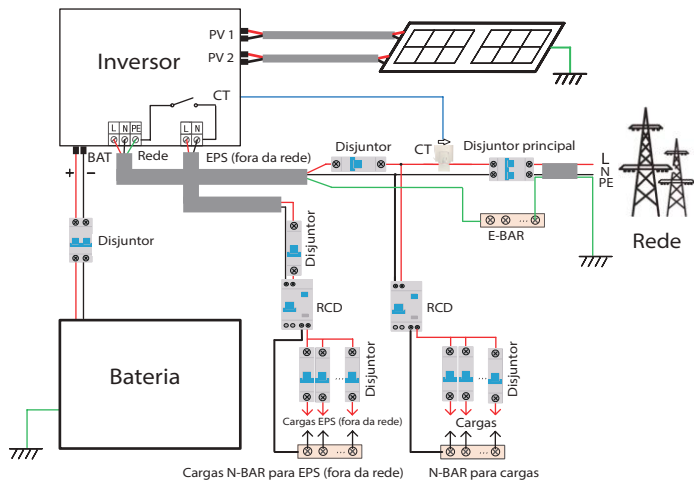 Inversor
PV 1
PV 2
CT
L N PE
L N
BAT
Rede
EPS (fora da rede)
+ −
Disjuntor
CT
Disjuntor principal
L
N
PE
E-BAR
Rede
Disjuntor
Disjuntor
RCD
RCD
Bateria
Disjuntor
Disjuntor
Cargas EPS (fora da rede)
Cargas
Cargas N-BAR para EPS (fora da rede)
N-BAR para cargas